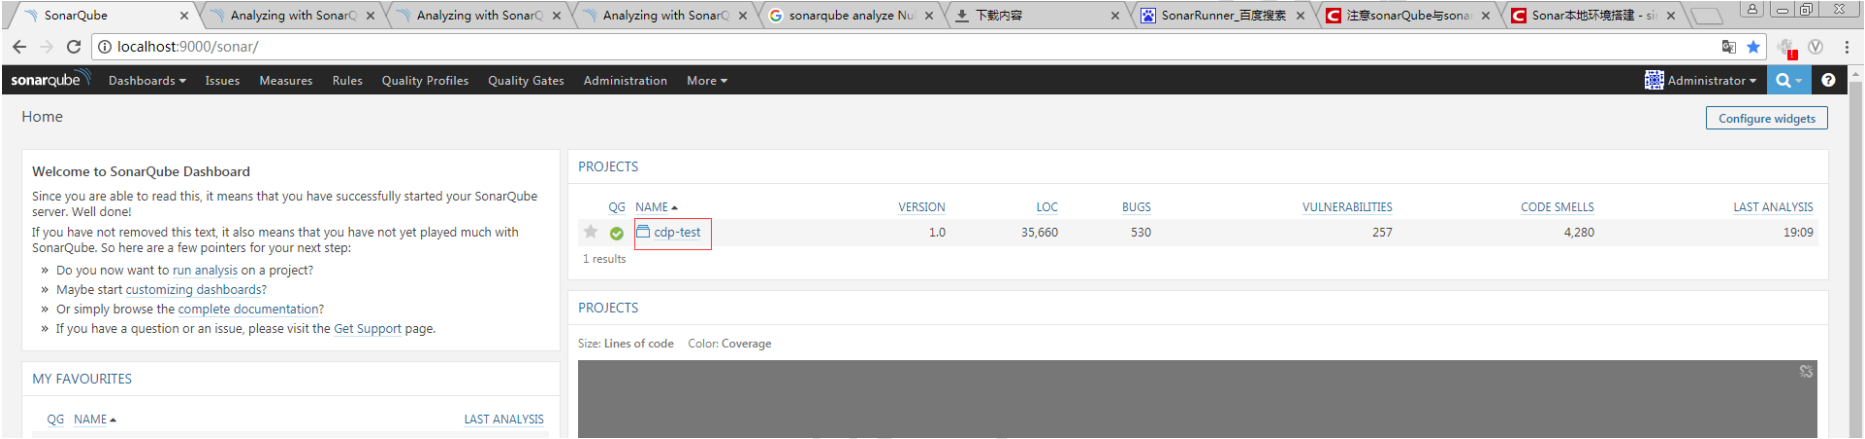 SonarQube
Analyzing with SonarQ
Analyzing with SonarQ
Analyzing with SonarQ
sonarqube analyze Nul
下載内容
SonarRunner_百度搜索
注意sonarQube与sonar
Sonar本地环境搭建 - sir
localhost:9000/sonar/
sonarqube Dashboards Issues Measures Rules Quality Profiles Quality Gates Administration More Administrator
Home
Configure widgets
Welcome to SonarQube Dashboard
Since you are able to read this, it means that you have successfully started your SonarQube
server. Well done!
If you have not removed this text, it also means that you have not yet played much with
SonarQube. So here are a few pointers for your next step:
» Do you now want to run analysis on a project?
» Maybe start customizing dashboards?
» Or simply browse the complete documentation?
» If you have a question or an issue, please visit the Get Support page.
MY FAVOURITES
QG NAME LAST ANALYSIS
PROJECTS
QG NAME VERSION LOC BUGS VULNERABILITIES CODE SMELLS LAST ANALYSIS
cdp-test 1.0 35,660 530 257 4,280 19:09
1 results
PROJECTS
Size: Lines of code Color: Coverage